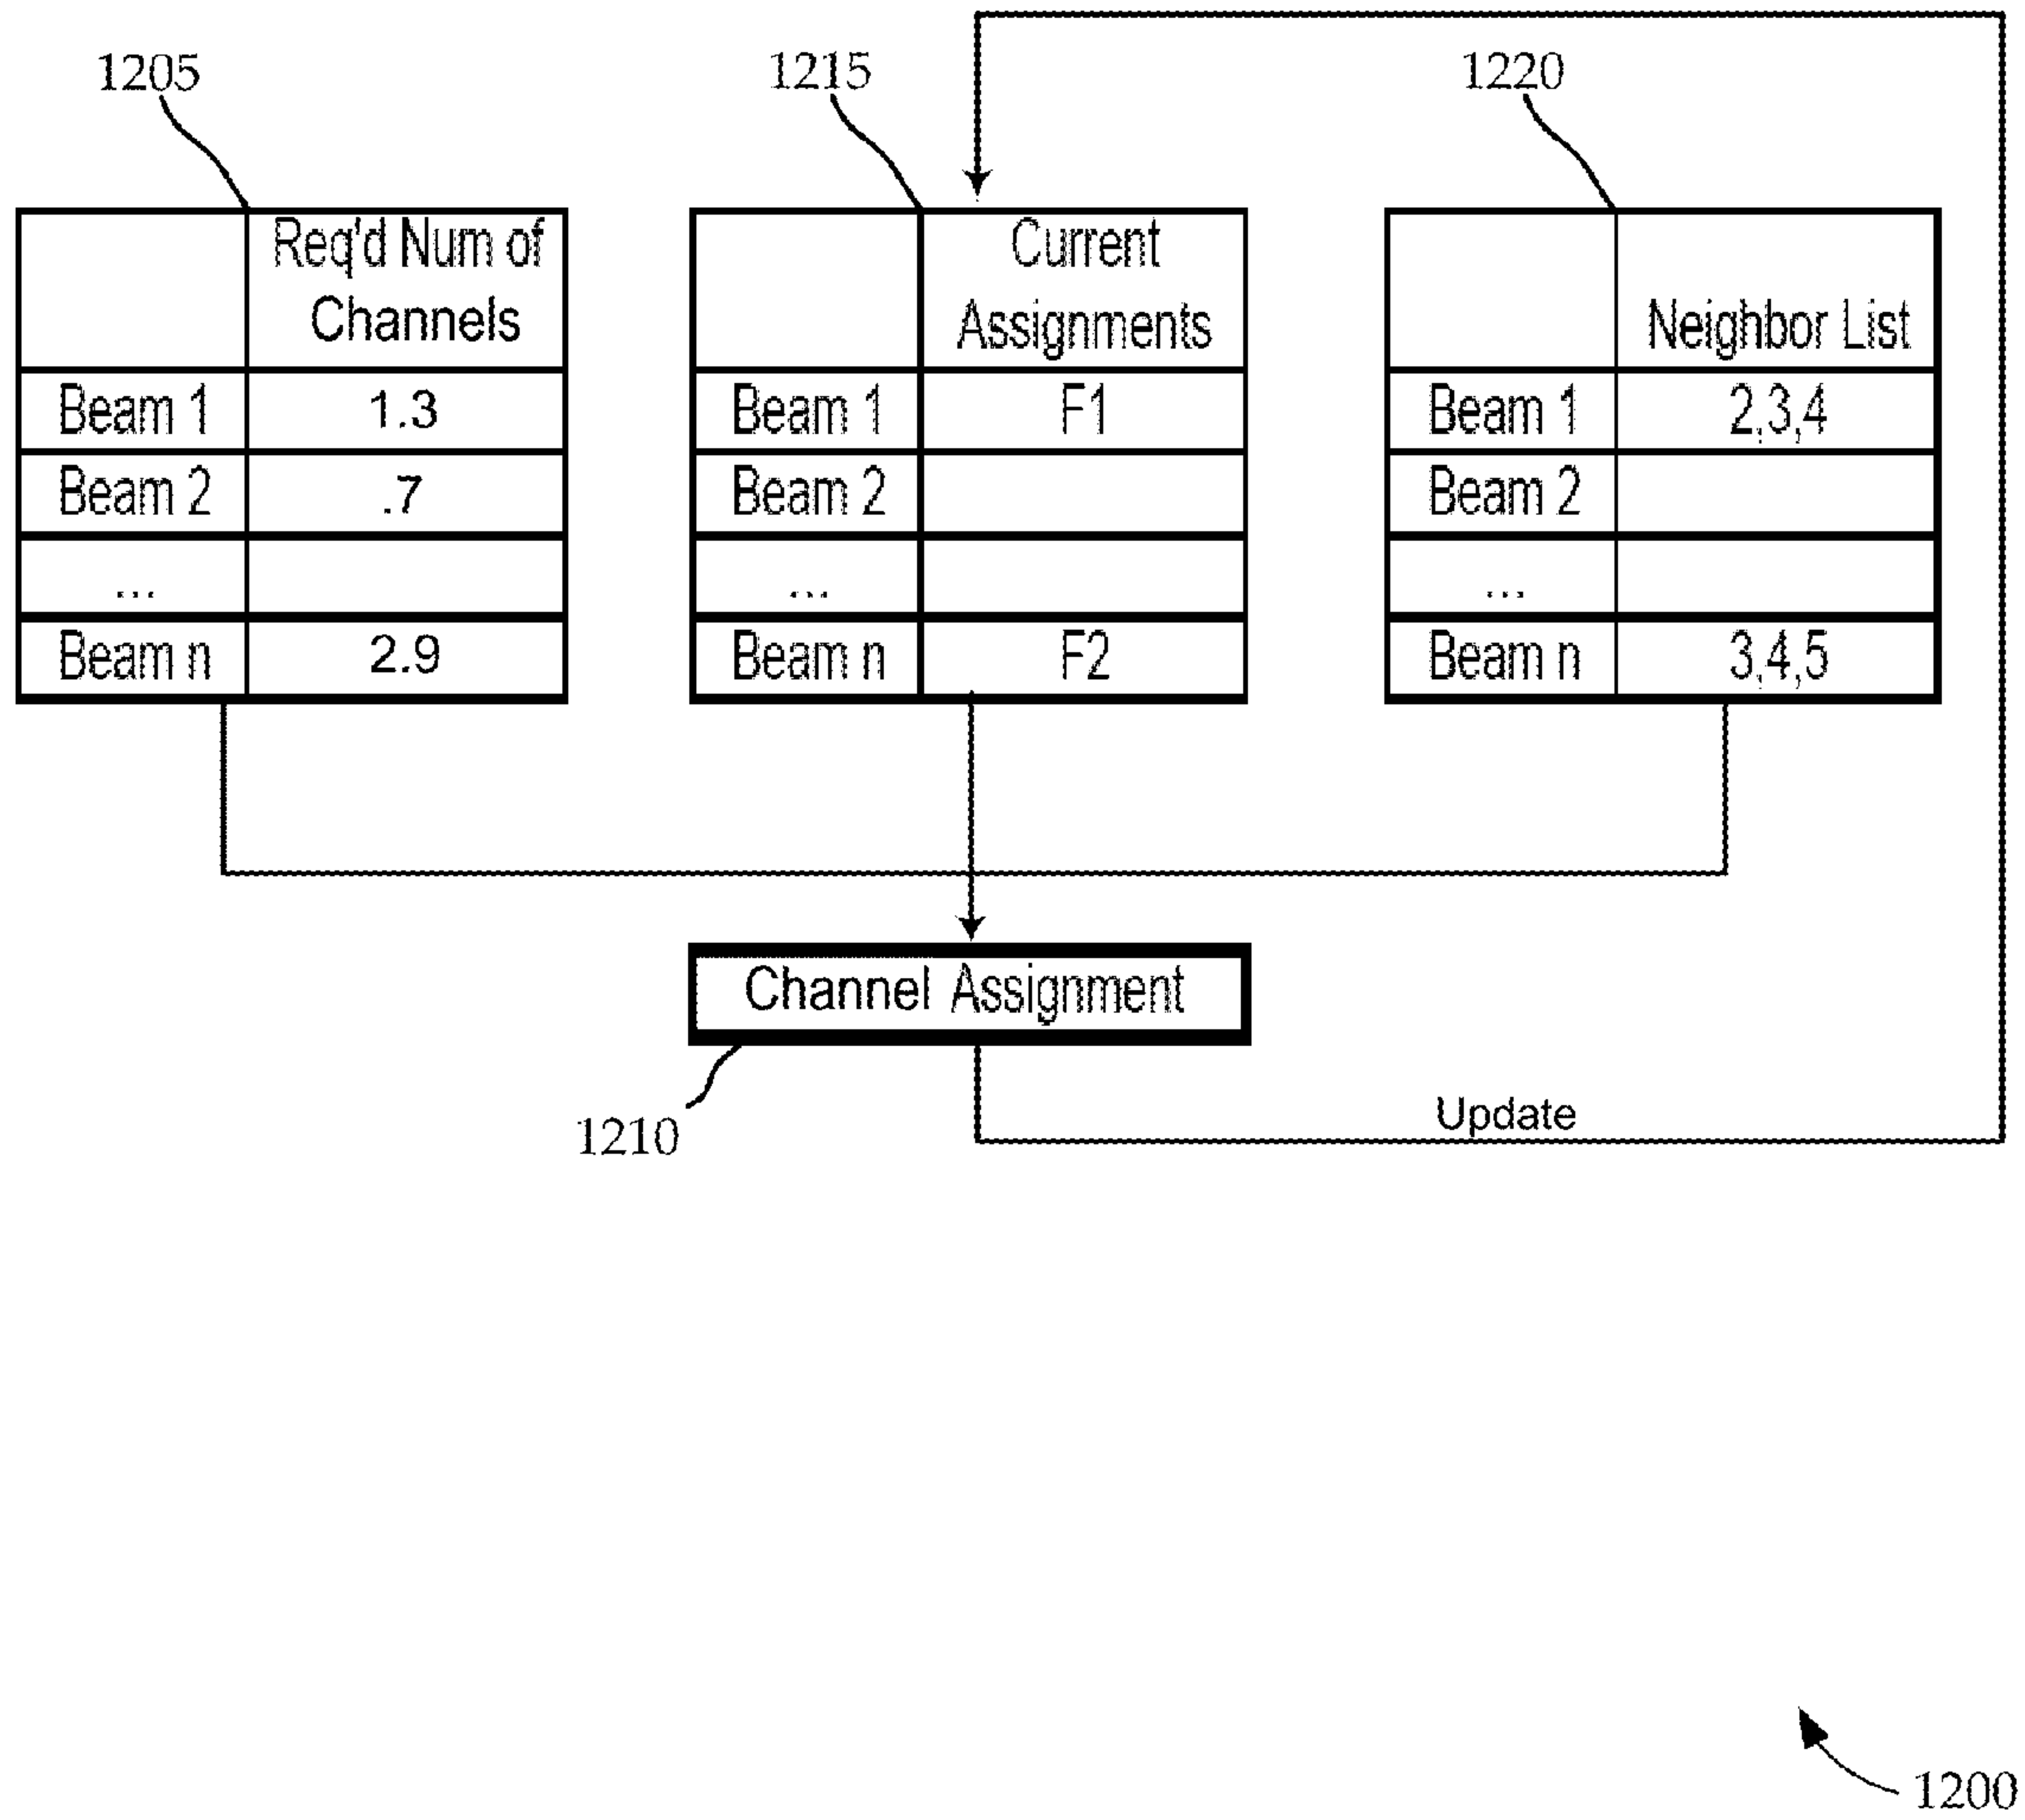 1205
1215
1220
Req'd Num of
Channels
Beam 1 1.3
Beam 2 .7
...
Beam n 2.9
Current
Assignments
Beam 1 F1
Beam 2
...
Beam n F2
Neighbor List
Beam 1 2,3,4
Beam 2
...
Beam n 3,4,5
Channel Assignment
1210
Update
1200